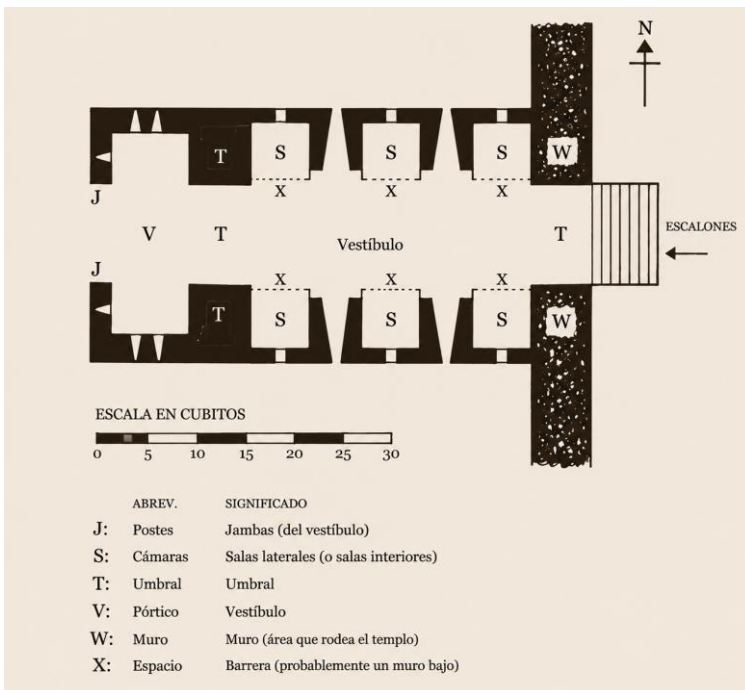 N
T S S S W
J X X X
V T Vestíbulo T ESCALONES
J X X X
T S S S W
ESCALA EN CUBITOS
0 5 10 15 20 25 30
ABREV. SIGNIFICADO
J: Postes Jambas (del vestíbulo)
S: Cámaras Salas laterales (o salas interiores)
T: Umbral Umbral
V: Pórtico Vestíbulo
W: Muro Muro (área que rodea el templo)
X: Espacio Barrera (probablemente un muro bajo)